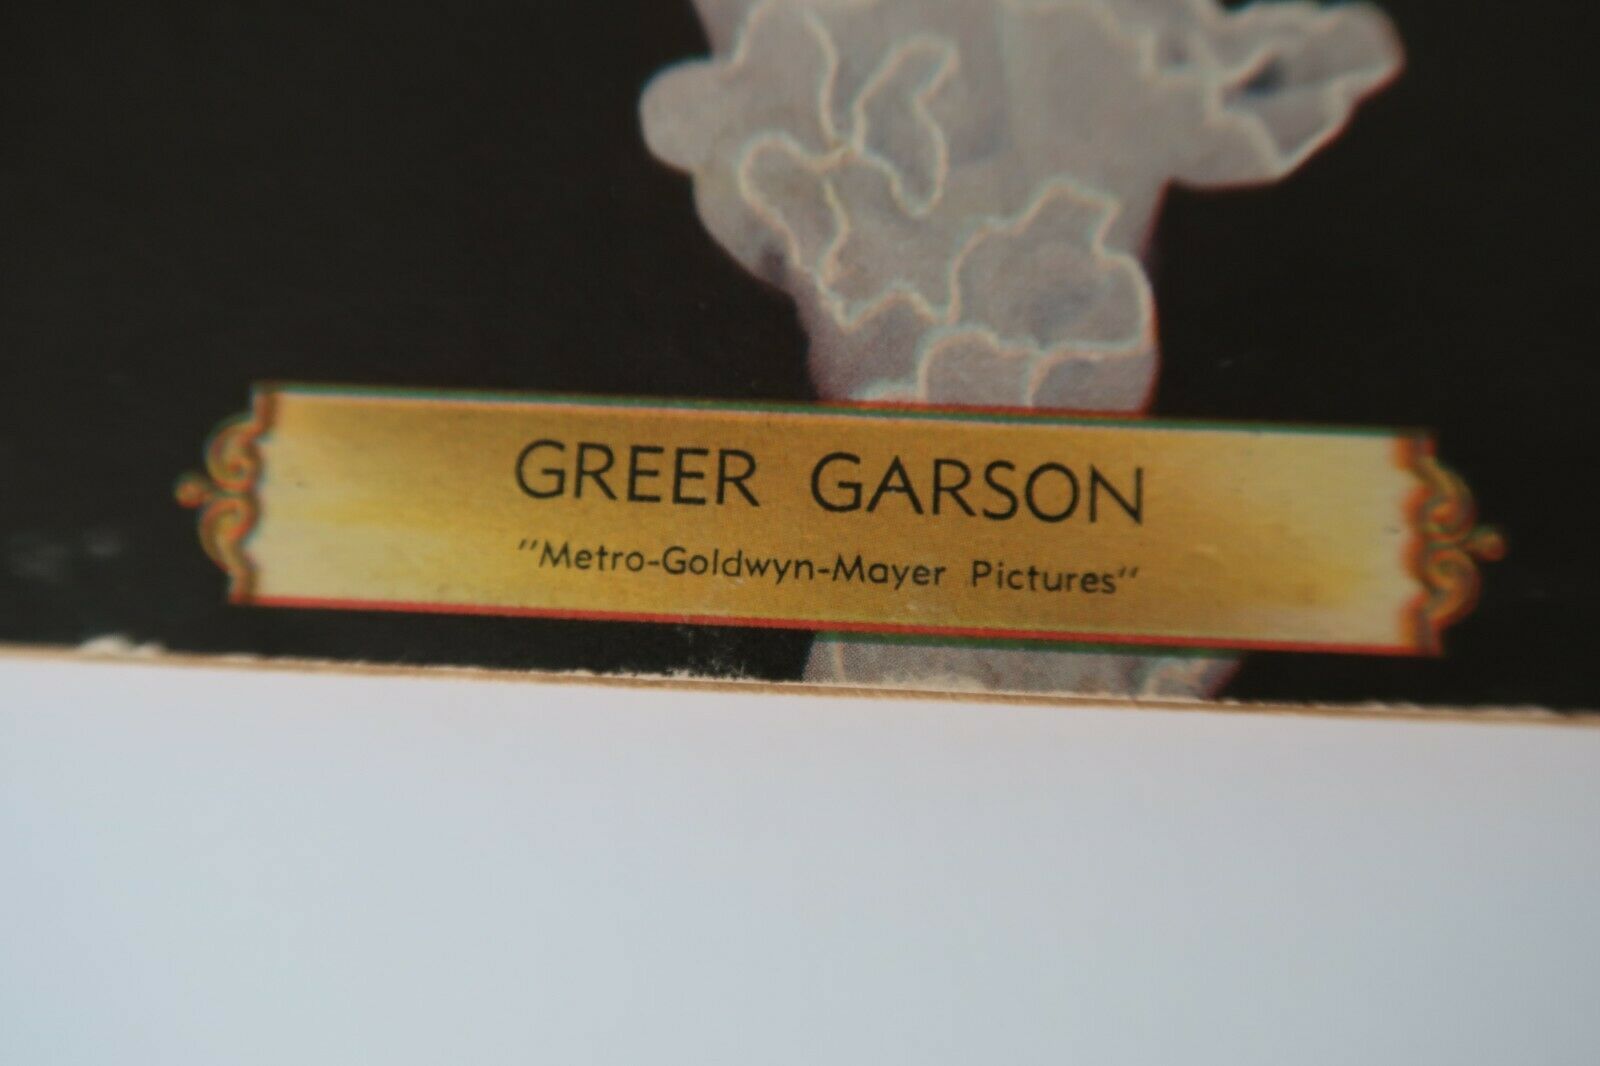 GREER GARSON
"Metro-Goldwyn-Mayer Pictures"